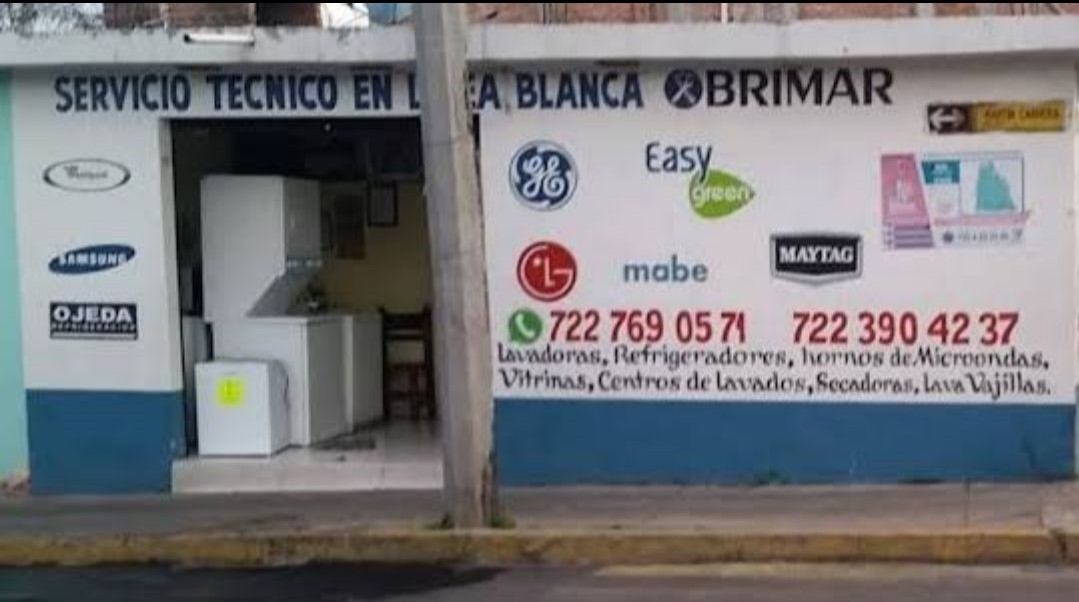 SERVICIO TECNICO EN L EA BLANCA BRIMAR
Whirlpool
SAMSUNG
OJEDA
REFRIGERACION
GE
Easy
green
LG
mabe
MAYTAG
722 769 05 71 722 390 42 37
Lavadoras, Refrigeradores, hornos de Microondas,
Vitrinas, Centros de Lavados, Secadoras, Lava Vajillas.